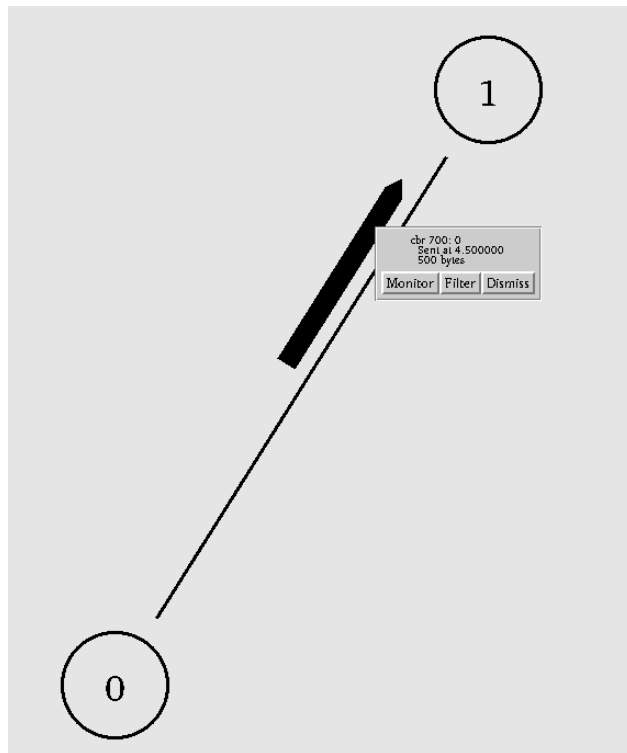 1
cbr 700: 0
Sent at 4.500000
500 bytes
Monitor Filter Dismiss
0